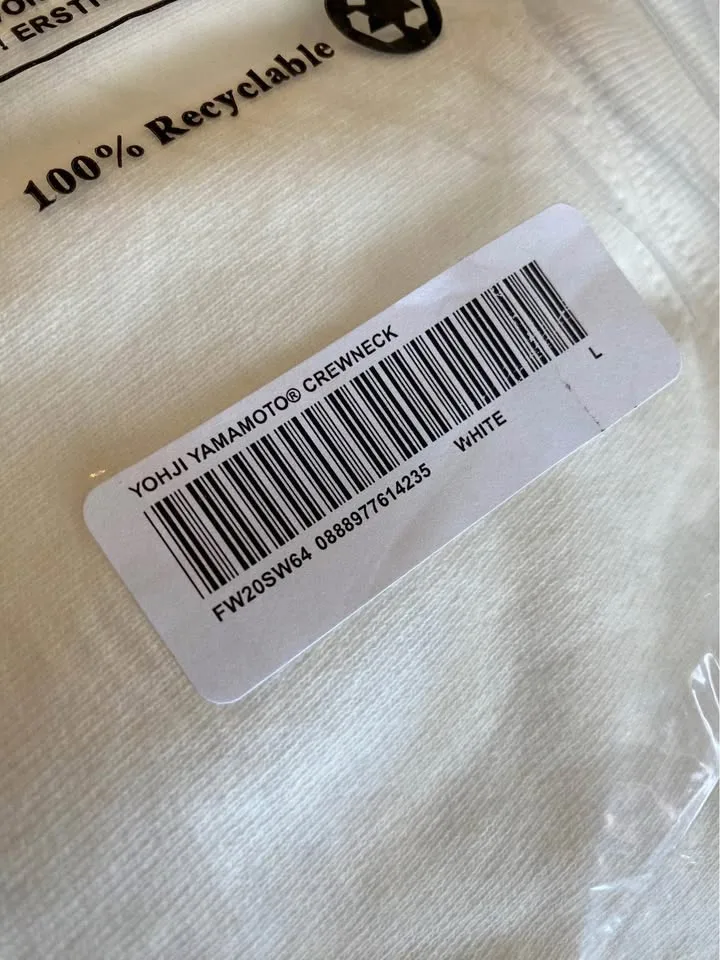 100% Recyclable
YOHJI YAMAMOTO® CREWNECK
L
FW20SW64 0888977614235 WHITE